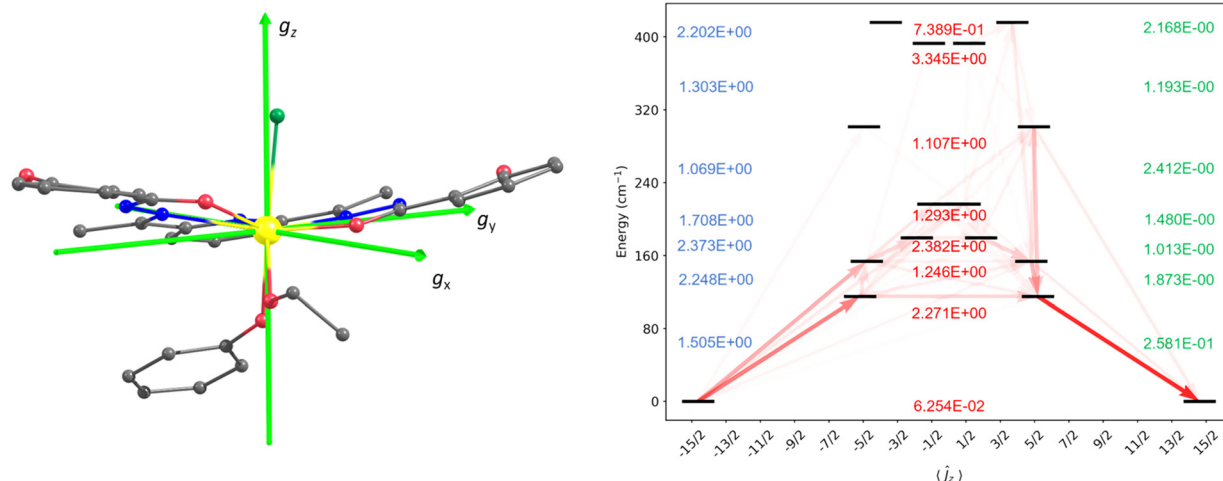 g_z
g_y
g_x
400
320
240
160
80
0
Energy (cm⁻¹)
2.202E+00
1.303E+00
1.069E+00
1.708E+00
2.373E+00
2.248E+00
1.505E+00
7.389E-01
3.345E+00
1.107E+00
1.293E+00
2.382E+00
1.246E+00
2.271E+00
6.254E-02
2.168E-00
1.193E-00
2.412E-00
1.480E-00
1.013E-00
1.873E-00
2.581E-01
-15/2 -13/2 -11/2 -9/2 -7/2 -5/2 -3/2 -1/2 1/2 3/2 5/2 7/2 9/2 11/2 13/2 15/2
⟨ Ĵ_z ⟩